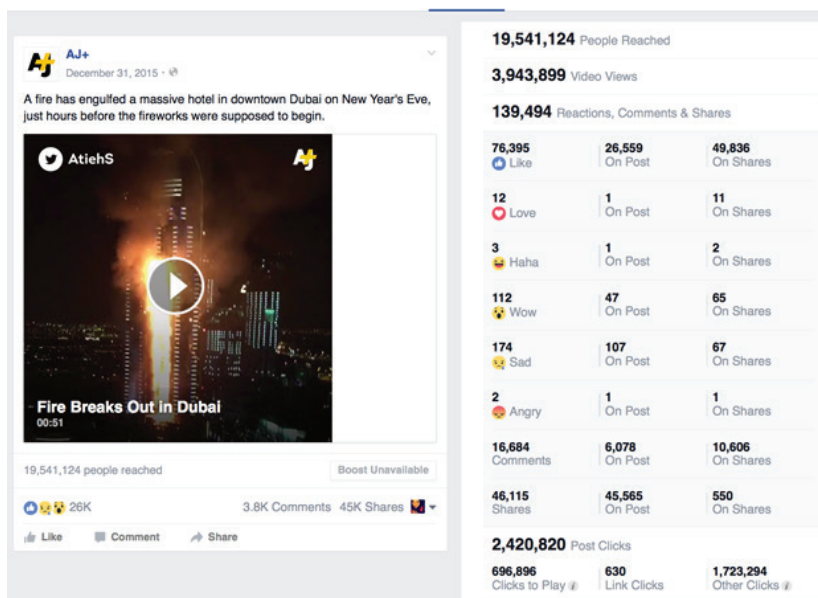 AJ+
December 31, 2015 ·
A fire has engulfed a massive hotel in downtown Dubai on New Year's Eve,
just hours before the fireworks were supposed to begin.
AtiehS
Fire Breaks Out in Dubai
00:51
19,541,124 people reached
Boost Unavailable
26K
3.8K Comments 45K Shares
Like Comment Share
19,541,124 People Reached
3,943,899 Video Views
139,494 Reactions, Comments & Shares
76,395 26,559 49,836
Like On Post On Shares
12 1 11
Love On Post On Shares
3 1 2
Haha On Post On Shares
112 47 65
Wow On Post On Shares
174 107 67
Sad On Post On Shares
2 1 1
Angry On Post On Shares
16,684 6,078 10,606
Comments On Post On Shares
46,115 45,565 550
Shares On Post On Shares
2,420,820 Post Clicks
696,896 630 1,723,294
Clicks to Play Link Clicks Other Clicks